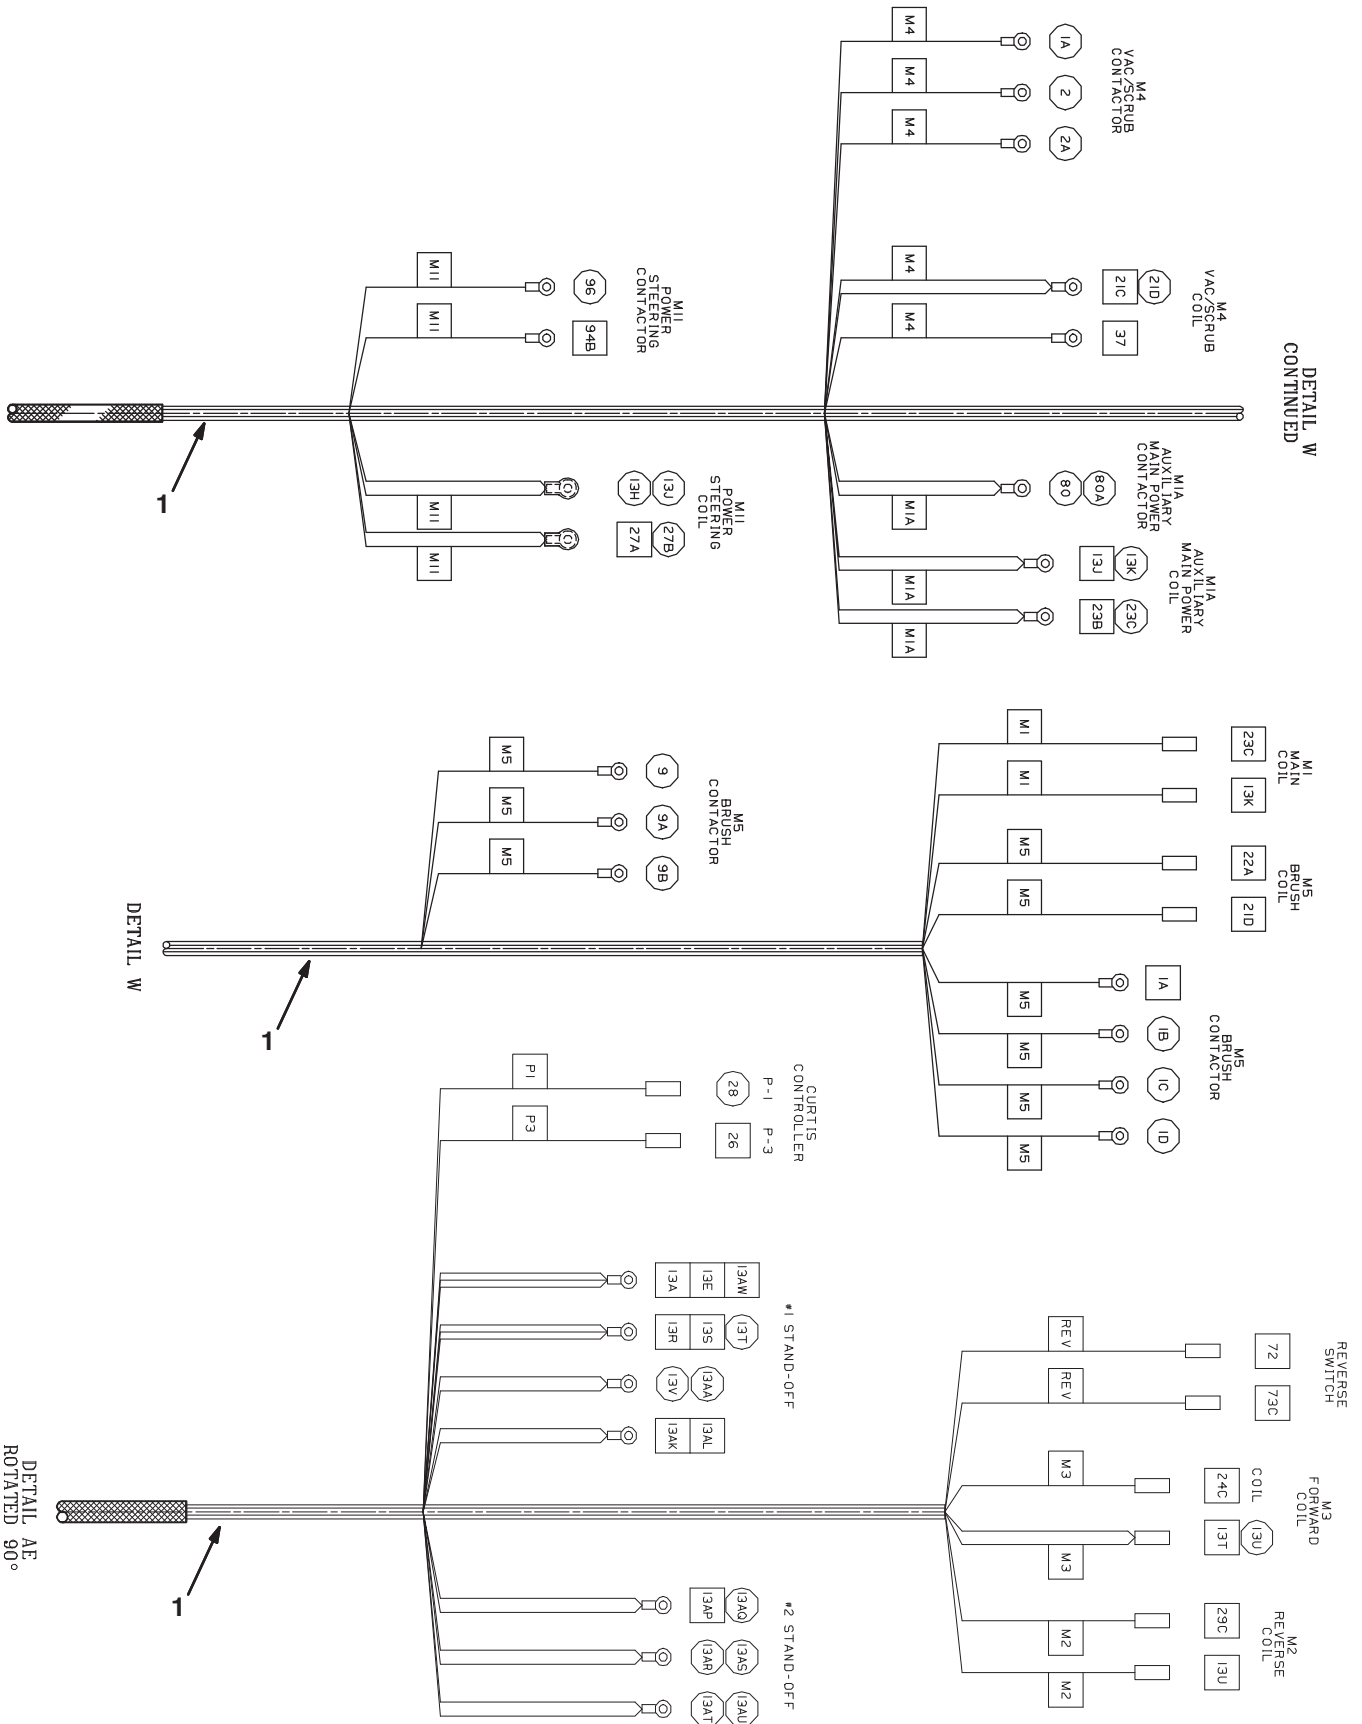 DETAIL W
CONTINUED
M4
VAC/SCRUB
CONTACTOR
1A
2
2A
M4
M4
M4
M4
VAC/SCRUB
COIL
21D
21C
37
M4
M4
M1A
AUXILIARY
MAIN POWER
CONTACTOR
80A
80
M1A
M1A
AUXILIARY
MAIN POWER
COIL
13K
13J
23C
23B
M1A
M1A
M11
POWER
STEERING
CONTACTOR
96
94B
M11
M11
M11
POWER
STEERING
COIL
13J
13H
27B
27A
M11
M11
1
M1
MAIN
COIL
23C
13K
M1
M1
M5
BRUSH
COIL
22A
21D
M5
M5
M5
BRUSH
CONTACTOR
1A
1B
1C
1D
M5
M5
M5
M5
M5
BRUSH
CONTACTOR
9
9A
9B
M5
M5
M5
1
DETAIL W
REVERSE
SWITCH
72
73C
REV
REV
M3
FORWARD
COIL
COIL
24C
13U
13T
M3
M3
M2
REVERSE
COIL
29C
13U
M2
M2
CURTIS
CONTROLLER
P-1 P-3
28
26
P1
P3
#1 STAND-OFF
13AW
13E
13A
13T
13S
13R
13AA
13V
13AL
13AK
#2 STAND-OFF
13AQ
13AP
13AS
13AR
13AU
13AT
1
DETAIL AE
ROTATED 90°